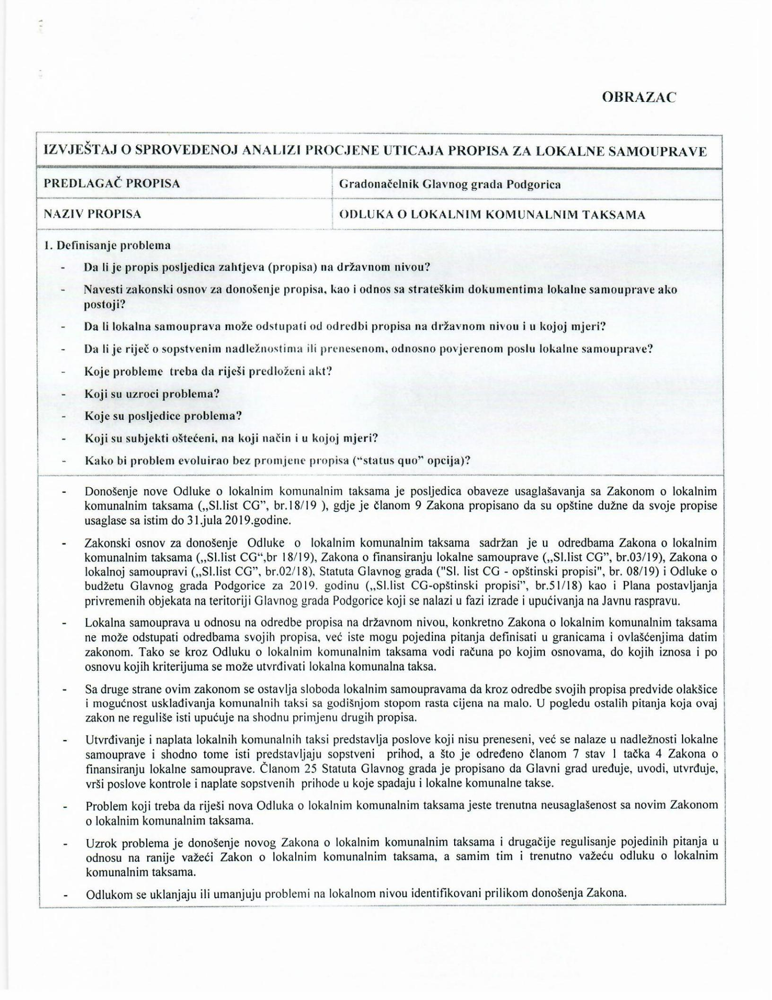 OBRAZAC
IZVJEŠTAJ O SPROVEDENOJ ANALIZI PROCJENE UTICAJA PROPISA ZA LOKALNE SAMOUPRAVE
PREDLAGAČ PROPISA
Gradonačelnik Glavnog grada Podgorica
NAZIV PROPISA
ODLUKA O LOKALNIM KOMUNALNIM TAKSAMA
1. Definisanje problema
- Da li je propis posljedica zahtjeva (propisa) na državnom nivou?
- Navesti zakonski osnov za donošenje propisa, kao i odnos sa strateškim dokumentima lokalne samouprave ako
postoji?
- Da li lokalna samouprava može odstupati od odredbi propisa na državnom nivou i u kojoj mjeri?
- Da li je riječ o sopstvenim nadležnostima ili prenesenom, odnosno povjerenom poslu lokalne samouprave?
- Koje probleme treba da riješi predloženi akt?
- Koji su uzroci problema?
- Koje su posljedice problema?
- Koji su subjekti oštećeni, na koji način i u kojoj mjeri?
- Kako bi problem evoluirao bez promjene propisa (“status quo” opcija)?
- Donošenje nove Odluke o lokalnim komunalnim taksama je posljedica obaveze usaglašavanja sa Zakonom o lokalnim
komunalnim taksama („Sl.list CG”, br.18/19 ), gdje je članom 9 Zakona propisano da su opštine dužne da svoje propise
usaglase sa istim do 31.jula 2019.godine.
- Zakonski osnov za donošenje Odluke o lokalnim komunalnim taksama sadržan je u odredbama Zakona o lokalnim
komunalnim taksama („Sl.list CG“,br 18/19), Zakona o finansiranju lokalne samouprave („Sl.list CG”, br.03/19), Zakona o
lokalnoj samoupravi („Sl.list CG”, br.02/18), Statuta Glavnog grada ("Sl. list CG - opštinski propisi", br. 08/19) i Odluke o
budžetu Glavnog grada Podgorice za 2019. godinu („Sl.list CG-opštinski propisi”, br.51/18) kao i Plana postavljanja
privremenih objekata na teritoriji Glavnog grada Podgorice koji se nalazi u fazi izrade i upućivanja na Javnu raspravu.
- Lokalna samouprava u odnosu na odredbe propisa na državnom nivou, konkretno Zakona o lokalnim komunalnim taksama
ne može odstupati odredbama svojih propisa, već iste mogu pojedina pitanja definisati u granicama i ovlašćenjima datim
zakonom. Tako se kroz Odluku o lokalnim komunalnim taksama vodi računa po kojim osnovama, do kojih iznosa i po
osnovu kojih kriterijuma se može utvrđivati lokalna komunalna taksa.
- Sa druge strane ovim zakonom se ostavlja sloboda lokalnim samoupravama da kroz odredbe svojih propisa predvide olakšice
i mogućnost usklađivanja komunalnih taksi sa godišnjom stopom rasta cijena na malo. U pogledu ostalih pitanja koja ovaj
zakon ne reguliše isti upućuje na shodnu primjenu drugih propisa.
- Utvrđivanje i naplata lokalnih komunalnih taksi predstavlja poslove koji nisu preneseni, već se nalaze u nadležnosti lokalne
samouprave i shodno tome isti predstavljaju sopstveni prihod, a što je određeno članom 7 stav 1 tačka 4 Zakona o
finansiranju lokalne samouprave. Članom 25 Statuta Glavnog grada je propisano da Glavni grad uređuje, uvodi, utvrđuje,
vrši poslove kontrole i naplate sopstvenih prihode u koje spadaju i lokalne komunalne takse.
- Problem koji treba da riješi nova Odluka o lokalnim komunalnim taksama jeste trenutna neusaglašenost sa novim Zakonom
o lokalnim komunalnim taksama.
- Uzrok problema je donošenje novog Zakona o lokalnim komunalnim taksama i drugačije regulisanje pojedinih pitanja u
odnosu na ranije važeći Zakon o lokalnim komunalnim taksama, a samim tim i trenutno važeću odluku o lokalnim
komunalnim taksama.
- Odlukom se uklanjaju ili umanjuju problemi na lokalnom nivou identifikovani prilikom donošenja Zakona.